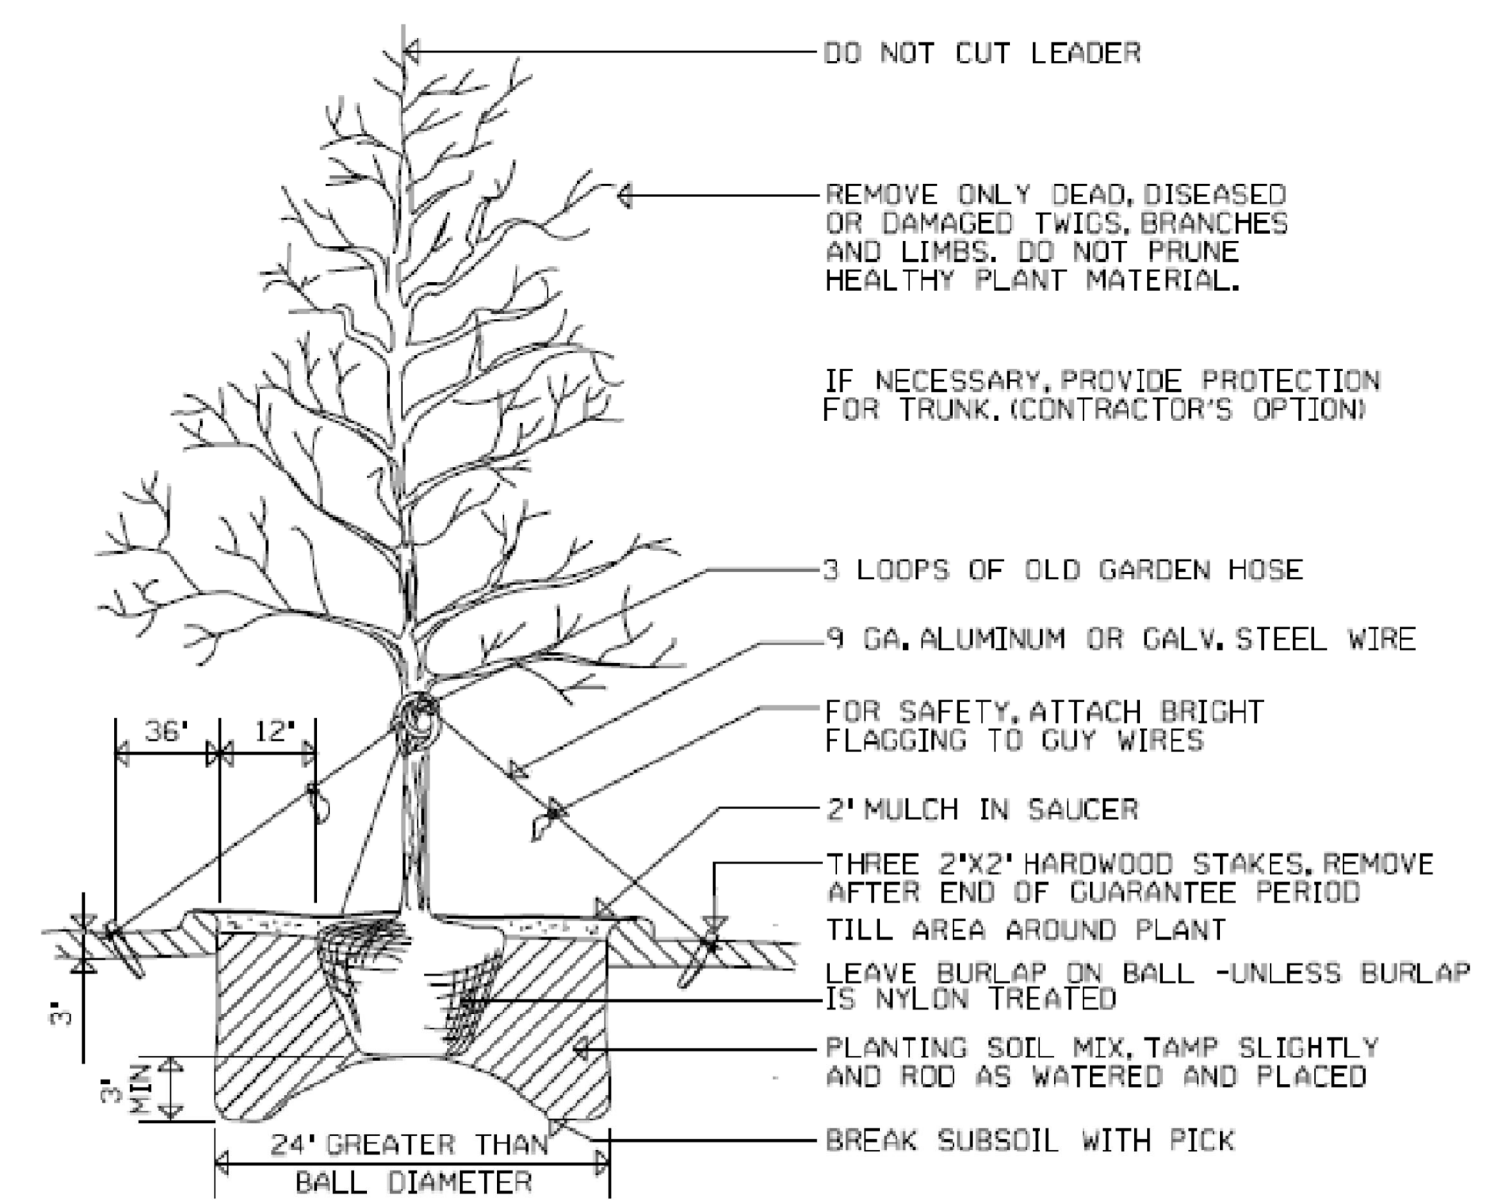 DO NOT CUT LEADER
REMOVE ONLY DEAD, DISEASED
OR DAMAGED TWIGS, BRANCHES
AND LIMBS. DO NOT PRUNE
HEALTHY PLANT MATERIAL.
IF NECESSARY, PROVIDE PROTECTION
FOR TRUNK. (CONTRACTOR'S OPTION)
3 LOOPS OF OLD GARDEN HOSE
9 GA. ALUMINUM OR GALV. STEEL WIRE
FOR SAFETY, ATTACH BRIGHT
FLAGGING TO GUY WIRES
36"
12"
2" MULCH IN SAUCER
THREE 2"X2" HARDWOOD STAKES, REMOVE
AFTER END OF GUARANTEE PERIOD
TILL AREA AROUND PLANT
LEAVE BURLAP ON BALL -UNLESS BURLAP
IS NYLON TREATED
3"
PLANTING SOIL MIX, TAMP SLIGHTLY
AND ROD AS WATERED AND PLACED
3"
MIN
BREAK SUBSOIL WITH PICK
24" GREATER THAN
BALL DIAMETER